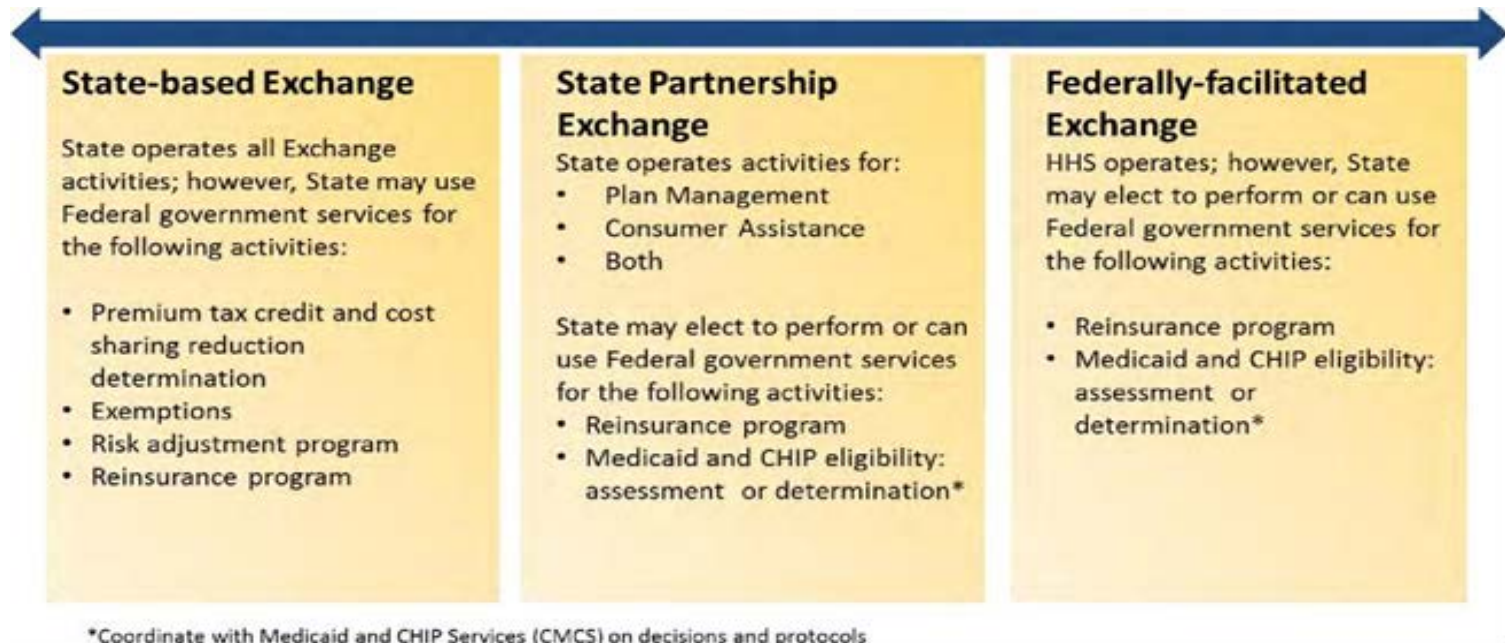 State-based Exchange
State operates all Exchange
activities; however, State may use
Federal government services for
the following activities:
• Premium tax credit and cost
sharing reduction
determination
• Exemptions
• Risk adjustment program
• Reinsurance program
State Partnership
Exchange
State operates activities for:
• Plan Management
• Consumer Assistance
• Both
State may elect to perform or can
use Federal government services
for the following activities:
• Reinsurance program
• Medicaid and CHIP eligibility:
assessment or determination*
Federally-facilitated
Exchange
HHS operates; however, State
may elect to perform or can use
Federal government services for
the following activities:
• Reinsurance program
• Medicaid and CHIP eligibility:
assessment or
determination*
*Coordinate with Medicaid and CHIP Services (CMCS) on decisions and protocols